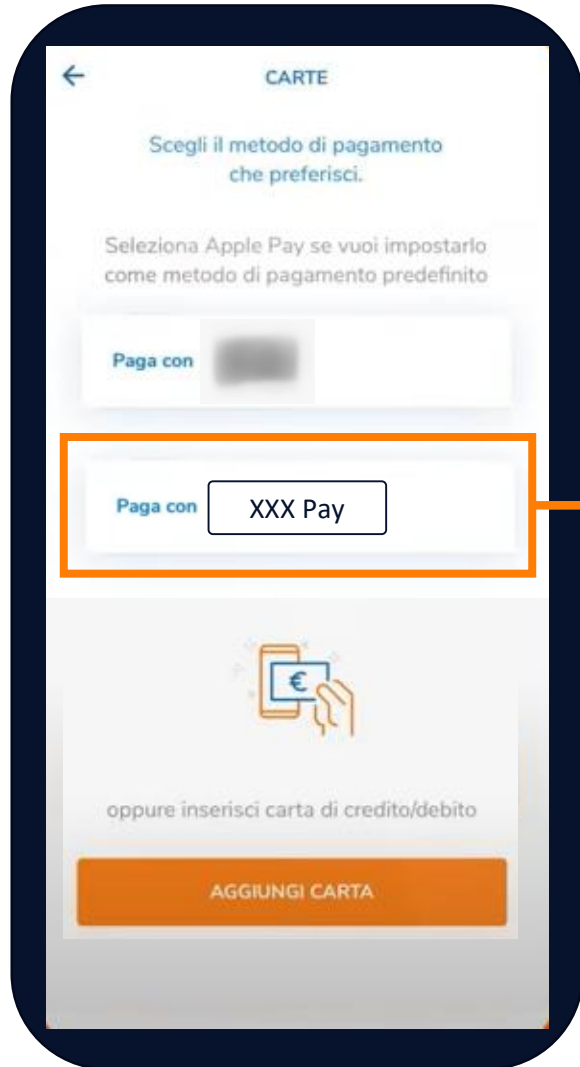 CARTE
Scegli il metodo di pagamento
che preferisci.
Seleziona Apple Pay se vuoi impostarlo
come metodo di pagamento predefinito
Paga con
Paga con XXX Pay
€
oppure inserisci carta di credito/debito
AGGIUNGI CARTA